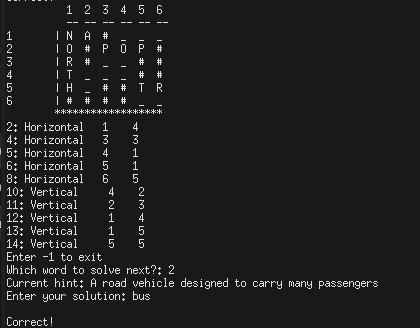 Correct!
1 2 3 4 5 6
-- -- -- -- -- --
1 | N A # _ _ _
2 | O # P O P #
3 | R # _ _ # #
4 | T _ _ _ # #
5 | H _ # # T R
6 | # # # # _ _
*****************
2: Horizontal 1 4
4: Horizontal 3 3
5: Horizontal 4 1
6: Horizontal 5 1
8: Horizontal 6 5
10: Vertical 4 2
11: Vertical 2 3
12: Vertical 1 4
13: Vertical 1 5
14: Vertical 5 5
Enter -1 to exit
Which word to solve next?: 2
Current hint: A road vehicle designed to carry many passengers
Enter your solution: bus
Correct!